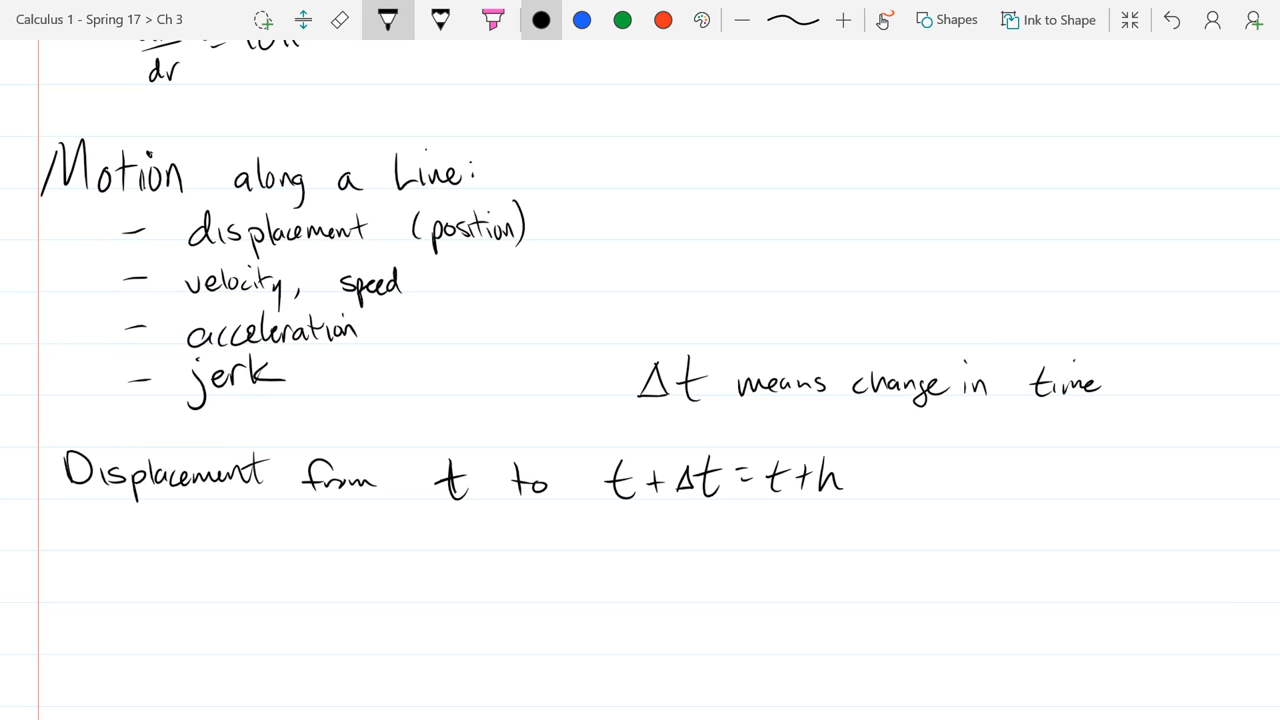 Calculus 1 - Spring 17 > Ch 3
Shapes
Ink to Shape
dr
Motion along a Line:
- displacement (position)
- velocity, speed
- acceleration
- jerk
Δt means change in time
Displacement from t to t + Δt = t + h